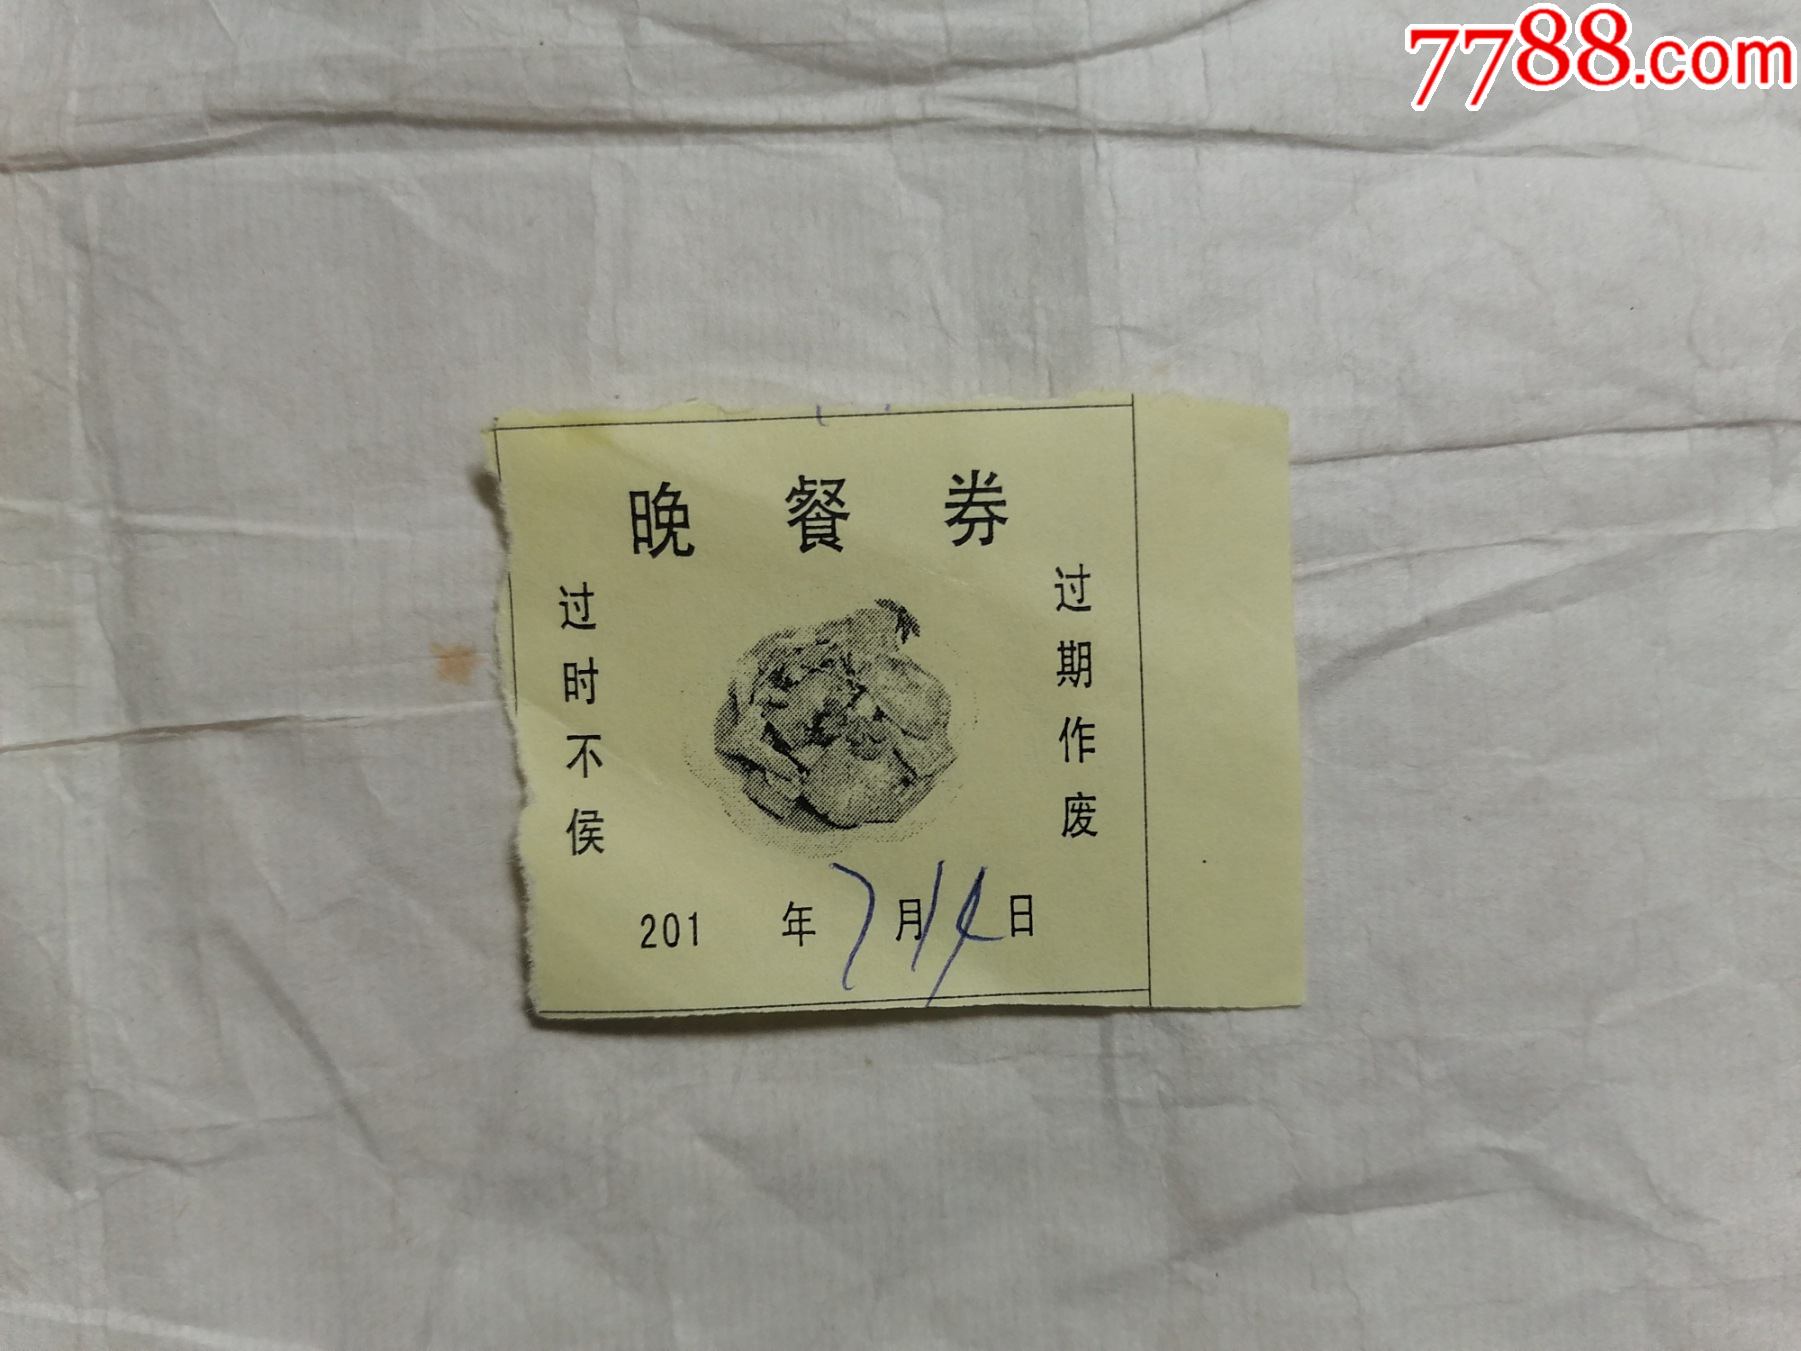 7788.com
晚餐券
过时不侯
过期作废
201 年7月14日